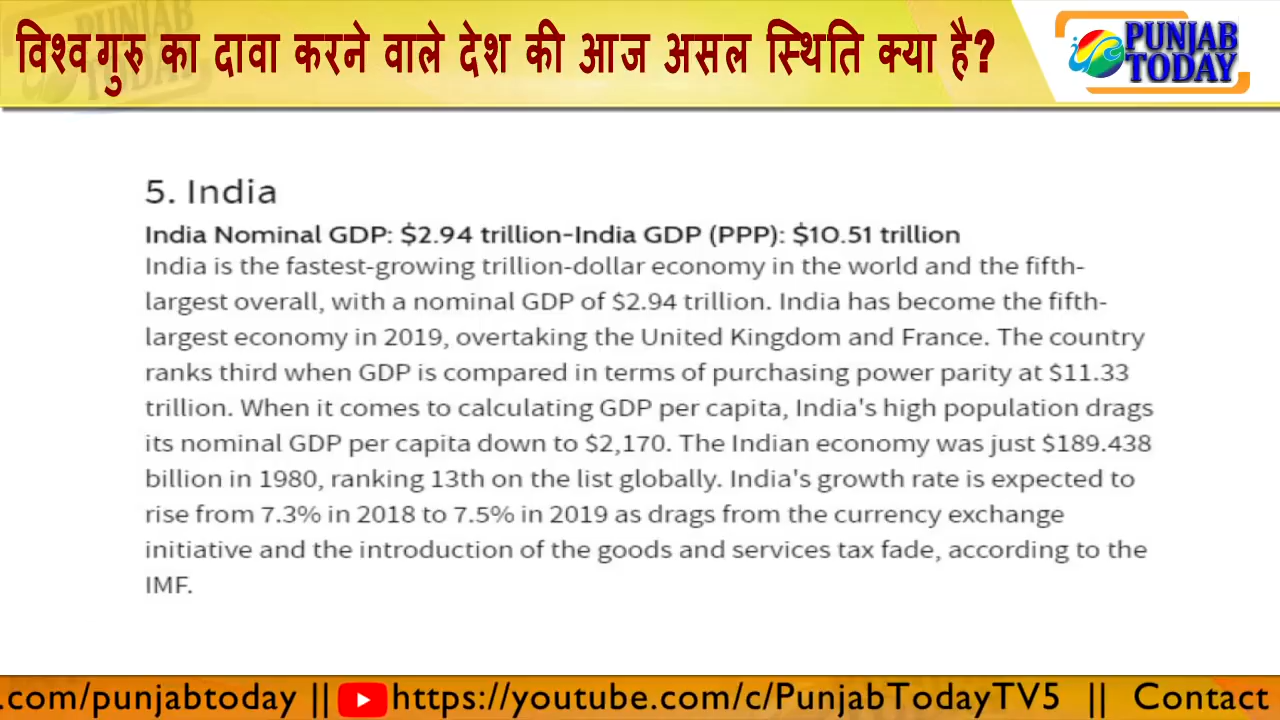 विश्वगुरु का दावा करने वाले देश की आज असल स्थिति क्या है?
PUNJAB
TODAY
5. India
India Nominal GDP: $2.94 trillion-India GDP (PPP): $10.51 trillion
India is the fastest-growing trillion-dollar economy in the world and the fifth-
largest overall, with a nominal GDP of $2.94 trillion. India has become the fifth-
largest economy in 2019, overtaking the United Kingdom and France. The country
ranks third when GDP is compared in terms of purchasing power parity at $11.33
trillion. When it comes to calculating GDP per capita, India's high population drags
its nominal GDP per capita down to $2,170. The Indian economy was just $189.438
billion in 1980, ranking 13th on the list globally. India's growth rate is expected to
rise from 7.3% in 2018 to 7.5% in 2019 as drags from the currency exchange
initiative and the introduction of the goods and services tax fade, according to the
IMF.
.com/punjabtoday || https://youtube.com/c/PunjabTodayTV5 || Contact